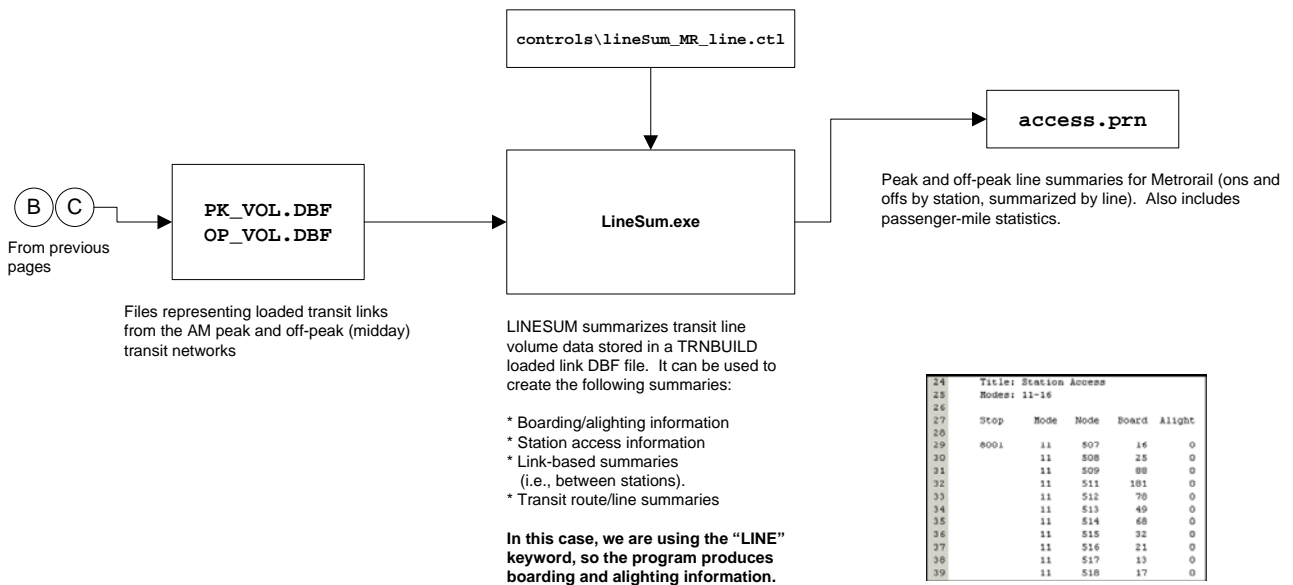 controls\lineSum_MR_line.ctl
access.prn
Peak and off-peak line summaries for Metrorail (ons and
offs by station, summarized by line). Also includes
passenger-mile statistics.
B C
From previous
pages
PK_VOL.DBF
OP_VOL.DBF
LineSum.exe
Files representing loaded transit links
from the AM peak and off-peak (midday)
transit networks
LINESUM summarizes transit line
volume data stored in a TRNBUILD
loaded link DBF file. It can be used to
create the following summaries:
* Boarding/alighting information
* Station access information
* Link-based summaries
(i.e., between stations).
* Transit route/line summaries
In this case, we are using the “LINE”
keyword, so the program produces
boarding and alighting information.
24 Title: Station Access
25 Modes: 11-16
26
27 Stop Mode Node Board Alight
28
29 8001 11 507 16 0
30 11 508 25 0
31 11 509 88 0
32 11 511 181 0
33 11 512 78 0
34 11 513 49 0
35 11 514 68 0
36 11 515 32 0
37 11 516 21 0
38 11 517 13 0
39 11 518 17 0